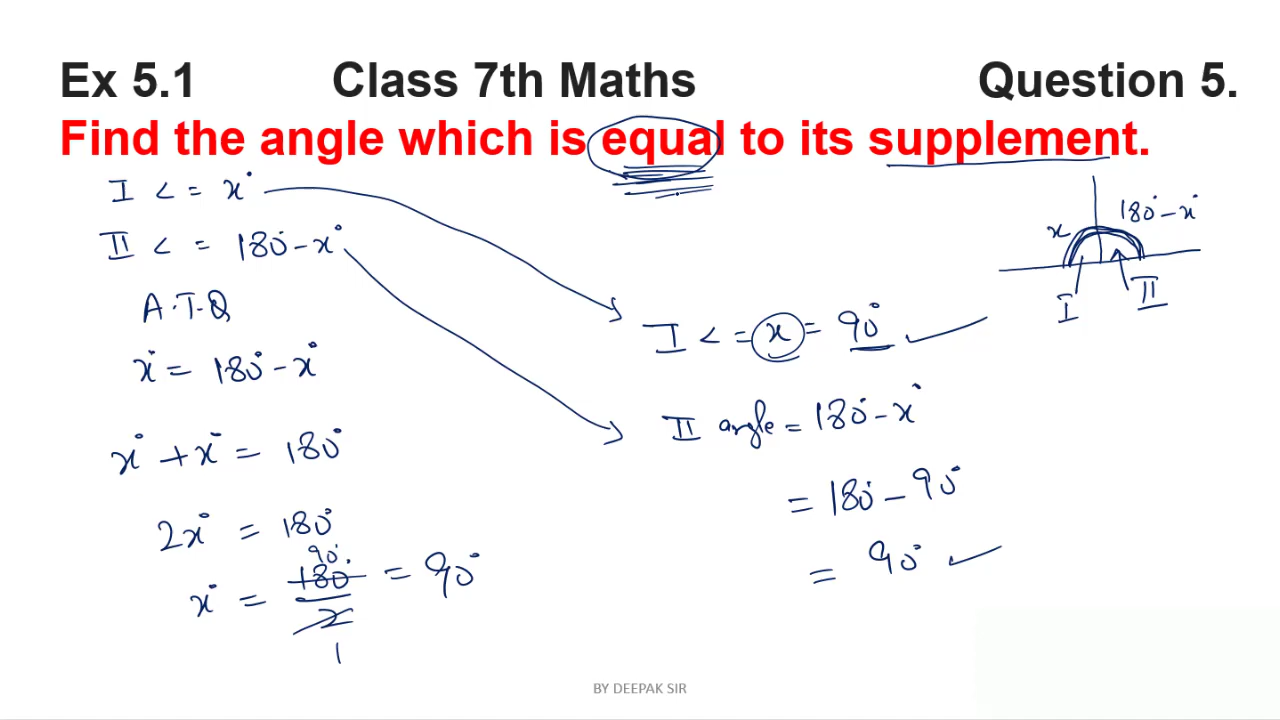 Ex 5.1 Class 7th Maths Question 5.
Find the angle which is equal to its supplement.
I < = x°
II < = 180° - x°
A.T.Q
x° = 180° - x°
x° + x° = 180°
2x° = 180°
90°
x° = 180/2 = 90°
1
x 180° - x°
I II
I < = x = 90°
II angle = 180° - x°
= 180° - 90°
= 90°
BY DEEPAK SIR